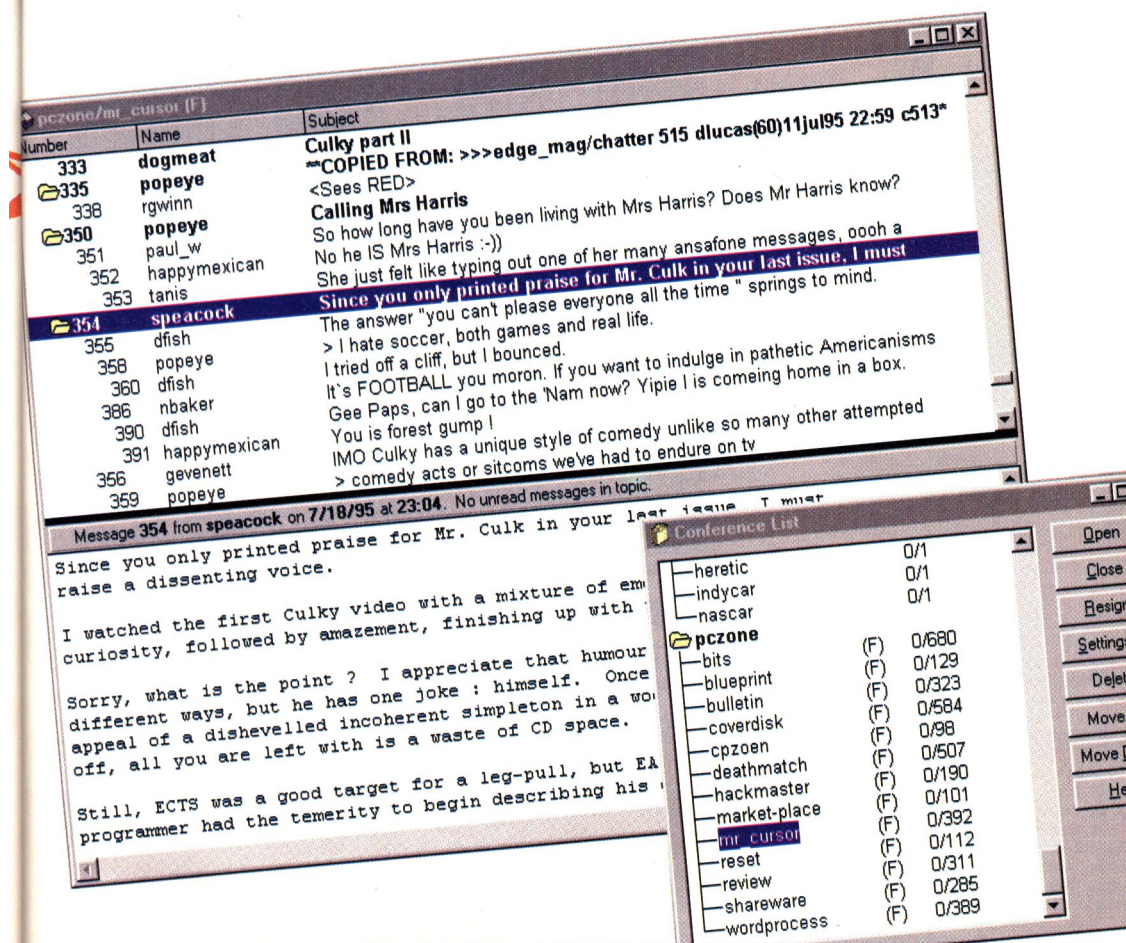 pczone/mr_cursor (F)
Number Name Subject
333 dogmeat Culky part II
335 popeye **COPIED FROM: >>>edge_mag/chatter 515 dlucas(60)11jul95 22:59 c513*
338 rgwinn <Sees RED>
350 popeye Calling Mrs Harris
351 paul_w So how long have you been living with Mrs Harris? Does Mr Harris know?
352 happymexican No he IS Mrs Harris :-))
353 tanis She just felt like typing out one of her many ansafone messages, oooh a
354 speacock Since you only printed praise for Mr. Culk in your last issue, I must
355 dfish The answer "you can't please everyone all the time " springs to mind.
358 popeye > I hate soccer, both games and real life.
360 dfish I tried off a cliff, but I bounced.
386 nbaker It`s FOOTBALL you moron. If you want to indulge in pathetic Americanisms
390 dfish Gee Paps, can I go to the 'Nam now? Yipie I is comeing home in a box.
391 happymexican You is forest gump !
356 gevenett IMO Culky has a unique style of comedy unlike so many other attempted
359 popeye > comedy acts or sitcoms we've had to endure on tv
Message 354 from speacock on 7/18/95 at 23:04. No unread messages in topic.
Since you only printed praise for Mr. Culk in your last issue, I must
raise a dissenting voice.
I watched the first Culky video with a mixture of em
curiosity, followed by amazement, finishing up with
Sorry, what is the point ? I appreciate that humour
different ways, but he has one joke : himself. Once
appeal of a dishevelled incoherent simpleton in a wo
off, all you are left with is a waste of CD space.
Still, ECTS was a good target for a leg-pull, but EA
programmer had the temerity to begin describing his
Conference List
heretic 0/1
indycar 0/1
nascar 0/1
pczone
bits (F) 0/680
blueprint (F) 0/129
bulletin (F) 0/323
coverdisk (F) 0/584
cpzoen (F) 0/98
deathmatch (F) 0/507
hackmaster (F) 0/190
market-place (F) 0/101
mr_cursor (F) 0/392
reset (F) 0/112
review (F) 0/311
shareware (F) 0/285
wordprocess (F) 0/389
Open
Close
Resign
Settings
Delet
Move
Move D
He